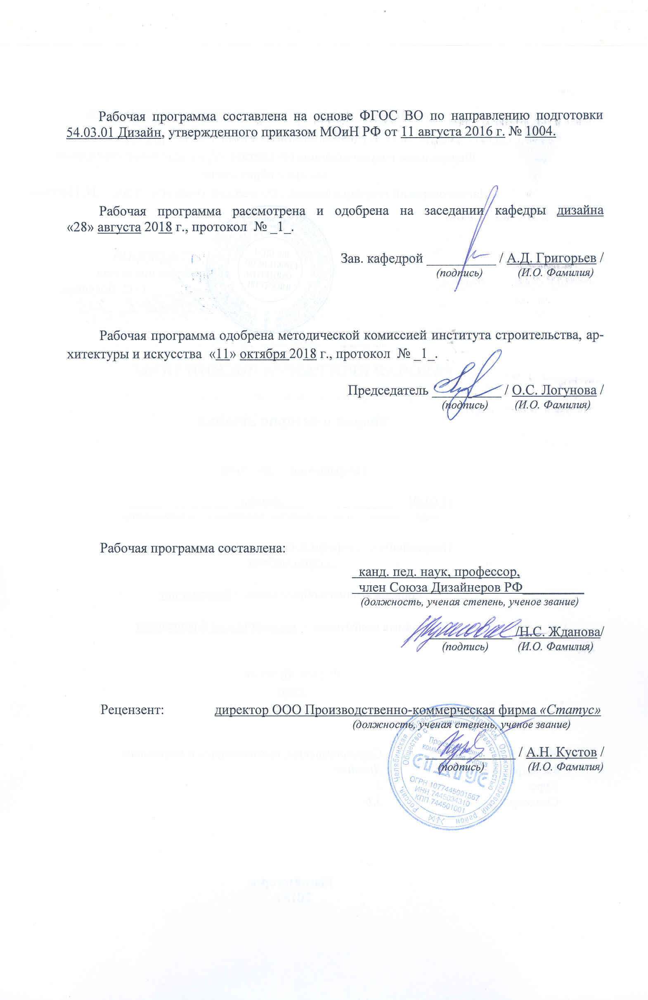 Рабочая программа составлена на основе ФГОС ВО по направлению подготовки
54.03.01 Дизайн, утвержденного приказом МОиН РФ от 11 августа 2016 г. № 1004.
Рабочая программа рассмотрена и одобрена на заседании кафедры дизайна
«28» августа 2018 г., протокол № _1_.
Зав. кафедрой __________ / А.Д. Григорьев /
(подпись) (И.О. Фамилия)
Рабочая программа одобрена методической комиссией института строительства, ар-
хитектуры и искусства «11» октября 2018 г., протокол № _1_.
Председатель __________ / О.С. Логунова /
(подпись) (И.О. Фамилия)
Рабочая программа составлена:
канд. пед. наук, профессор,
член Союза Дизайнеров РФ_________
(должность, ученая степень, ученое звание)
____________ /Н.С. Жданова/
(подпись) (И.О. Фамилия)
Рецензент: директор ООО Производственно-коммерческая фирма «Статус»
(должность, ученая степень, ученое звание)
_____________ / А.Н. Кустов /
(подпись) (И.О. Фамилия)
Россия, Челябинская область, г. Магнитогорск, Орджоникидзевский район
Общество с ограниченной ответственностью
Производственно-
коммерческая фирма
СТАТУС
ОГРН 1077445001567
ИНН 7445034310
КПП 744501001